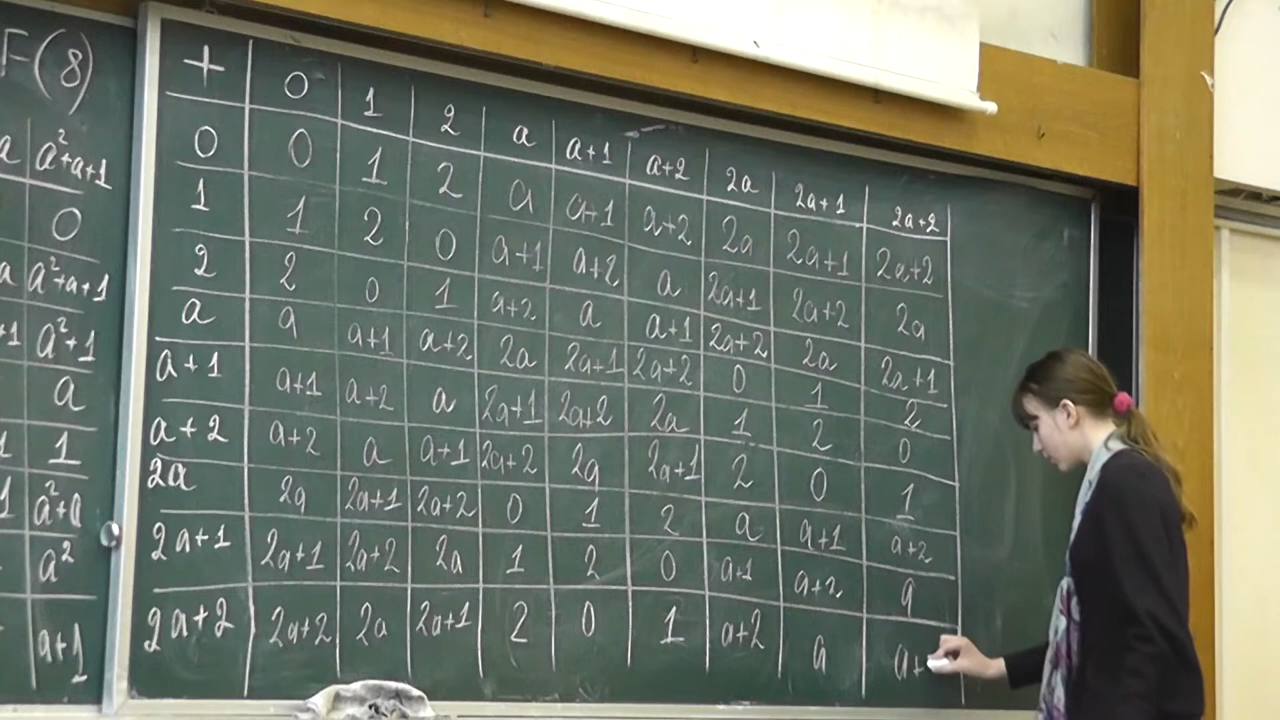 F(8)
a a²+a+1
0
a a²+a+1
+1 a²+1
a
1 1
1 a²+a
a²
a+1
+ 0 1 2 a a+1 a+2 2a 2a+1 2a+2
0 0 1 2 a a+1 a+2 2a 2a+1 2a+2
1 1 2 0 a+1 a+2 a 2a+1 2a+2 2a
2 2 0 1 a+2 a a+1 2a+2 2a 2a+1
a a a+1 a+2 2a 2a+1 2a+2 0 1 2
a+1 a+1 a+2 a 2a+1 2a+2 2a 1 2 0
a+2 a+2 a a+1 2a+2 2a 2a+1 2 0 1
2a 2a 2a+1 2a+2 0 1 2 a a+1 a+2
2a+1 2a+1 2a+2 2a 1 2 0 a+1 a+2 a
2a+2 2a+2 2a 2a+1 2 0 1 a+2 a a+